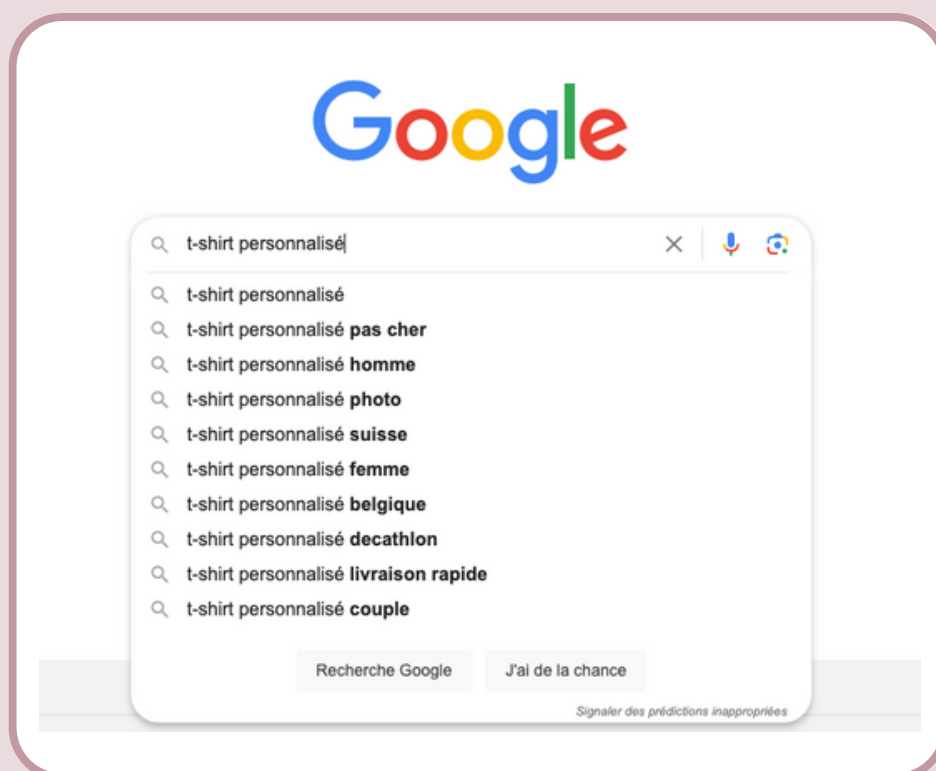 Google
t-shirt personnalisé
t-shirt personnalisé
t-shirt personnalisé pas cher
t-shirt personnalisé homme
t-shirt personnalisé photo
t-shirt personnalisé suisse
t-shirt personnalisé femme
t-shirt personnalisé belgique
t-shirt personnalisé decathlon
t-shirt personnalisé livraison rapide
t-shirt personnalisé couple
Recherche Google J'ai de la chance
Signaler des prédictions inappropriées